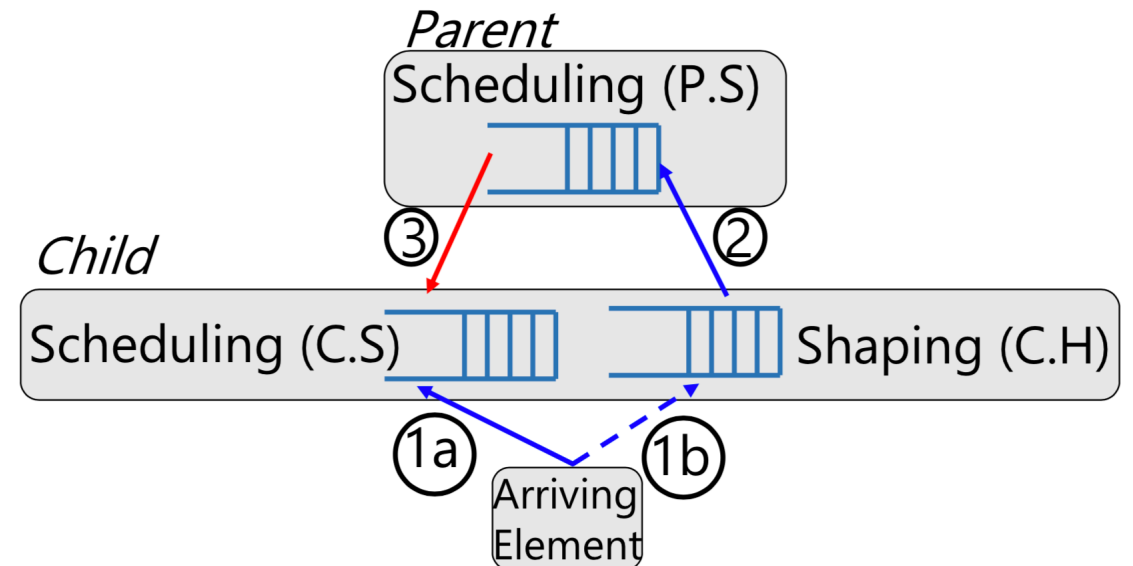 Parent
Scheduling (P.S)
3
2
Child
Scheduling (C.S)
Shaping (C.H)
1a
1b
Arriving
Element